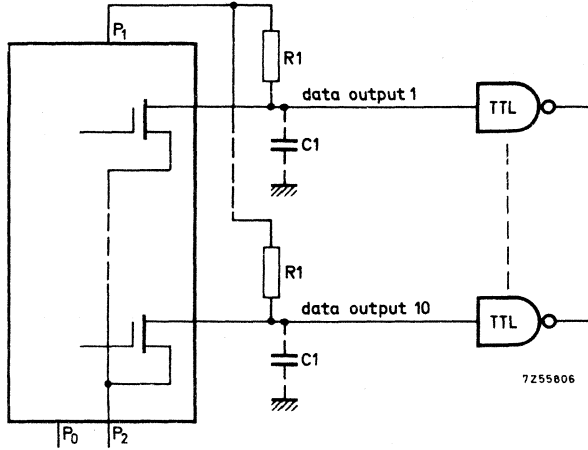 P1
R1
data output 1
TTL
C1
R1
data output 10
TTL
C1
7Z55806
P0
P2